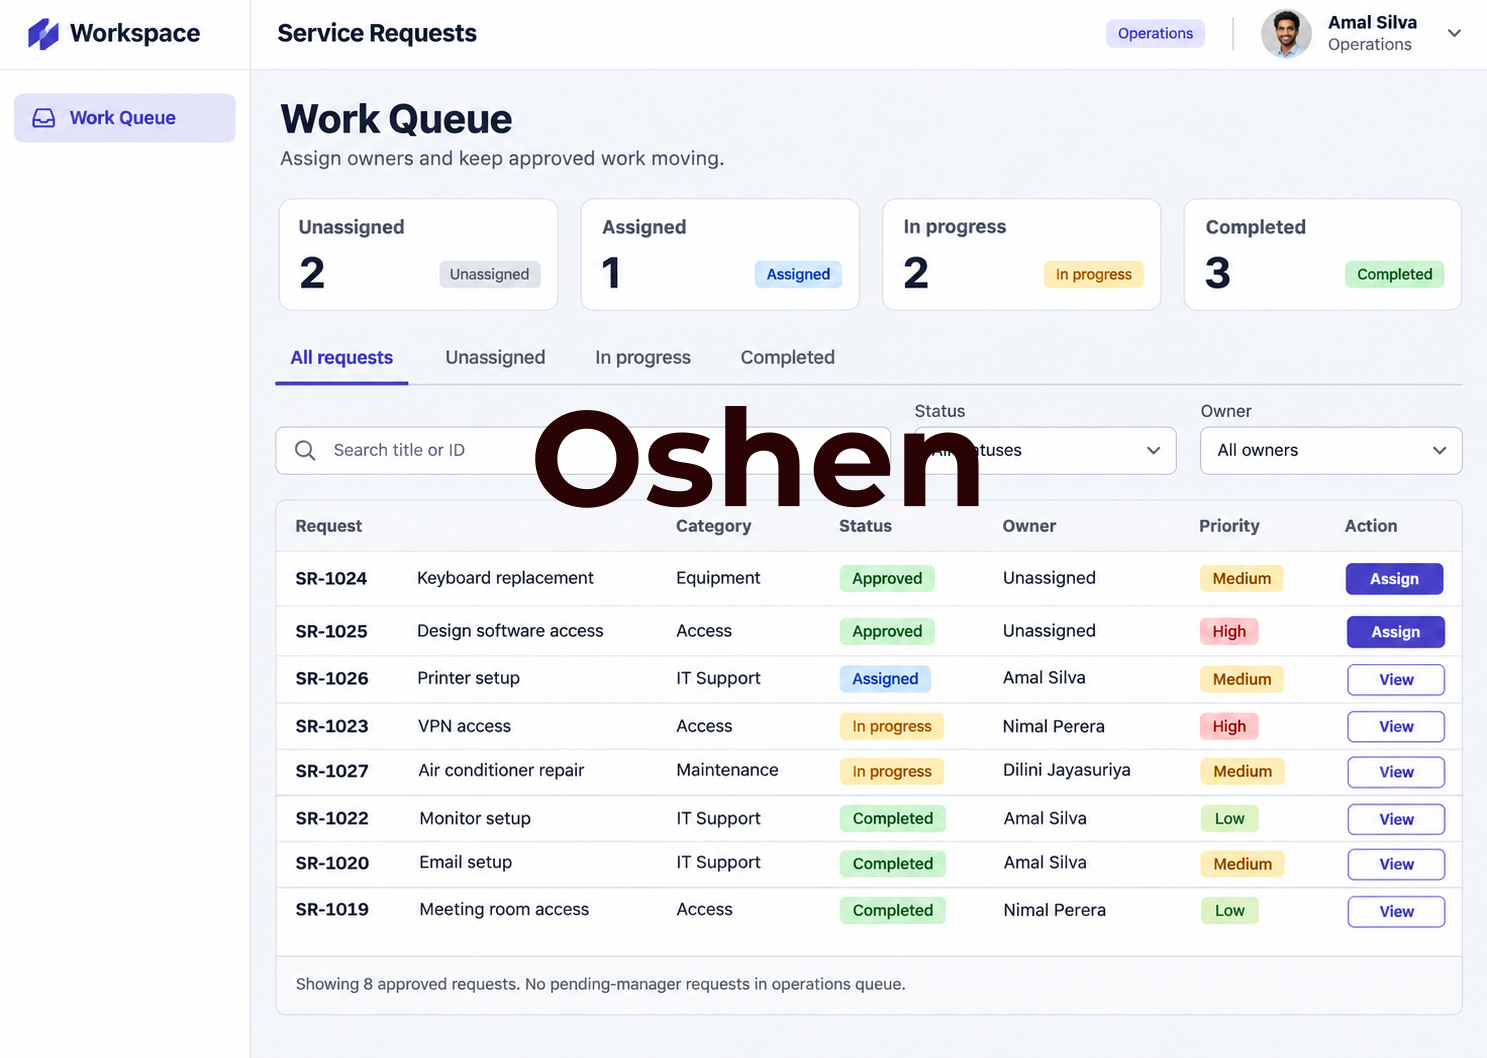 Workspace
Service Requests
Operations
Amal Silva
Operations
Work Queue
Work Queue
Assign owners and keep approved work moving.
Unassigned
2 Unassigned
Assigned
1 Assigned
In progress
2 In progress
Completed
3 Completed
All requests Unassigned In progress Completed
Status Owner
Search title or ID
All owners
Oshen
Request Category Status Owner Priority Action
SR-1024 Keyboard replacement Equipment Approved Unassigned Medium Assign
SR-1025 Design software access Access Approved Unassigned High Assign
SR-1026 Printer setup IT Support Assigned Amal Silva Medium View
SR-1023 VPN access Access In progress Nimal Perera High View
SR-1027 Air conditioner repair Maintenance In progress Dilini Jayasuriya Medium View
SR-1022 Monitor setup IT Support Completed Amal Silva Low View
SR-1020 Email setup IT Support Completed Amal Silva Medium View
SR-1019 Meeting room access Access Completed Nimal Perera Low View
Showing 8 approved requests. No pending-manager requests in operations queue.